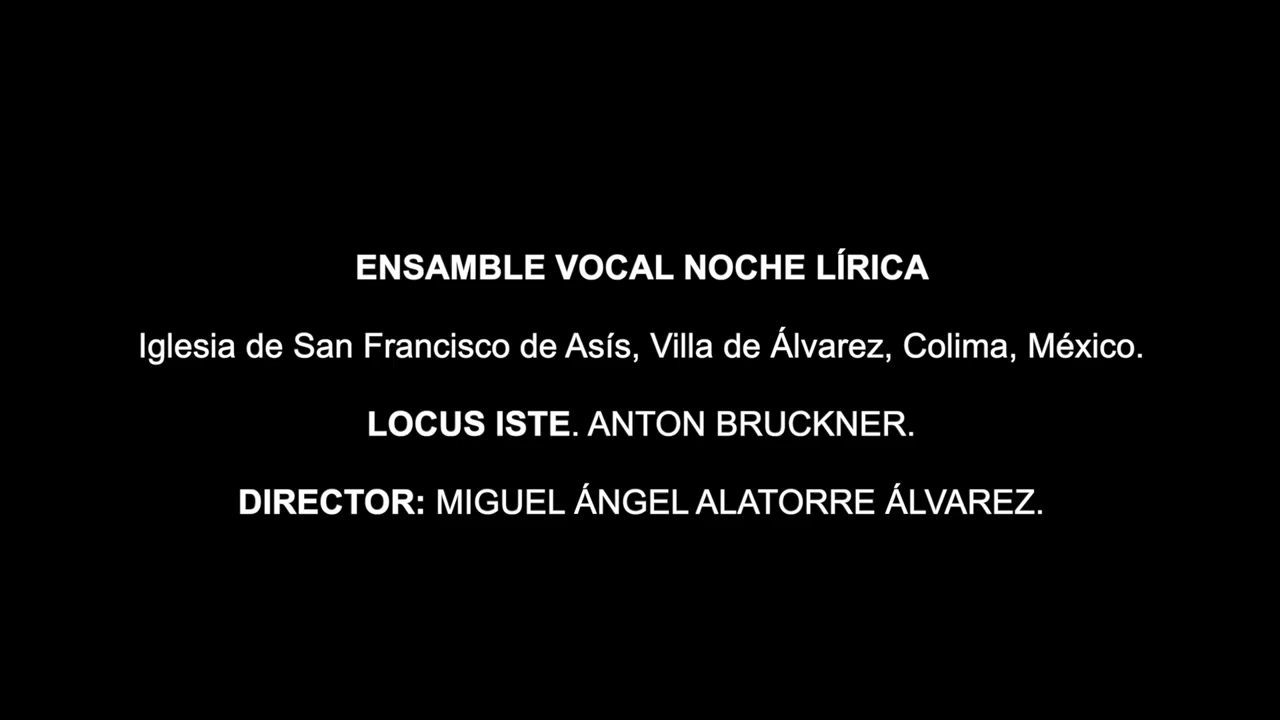 ENSAMBLE VOCAL NOCHE LÍRICA
Iglesia de San Francisco de Asís, Villa de Álvarez, Colima, México.
LOCUS ISTE. ANTON BRUCKNER.
DIRECTOR: MIGUEL ÁNGEL ALATORRE ÁLVAREZ.